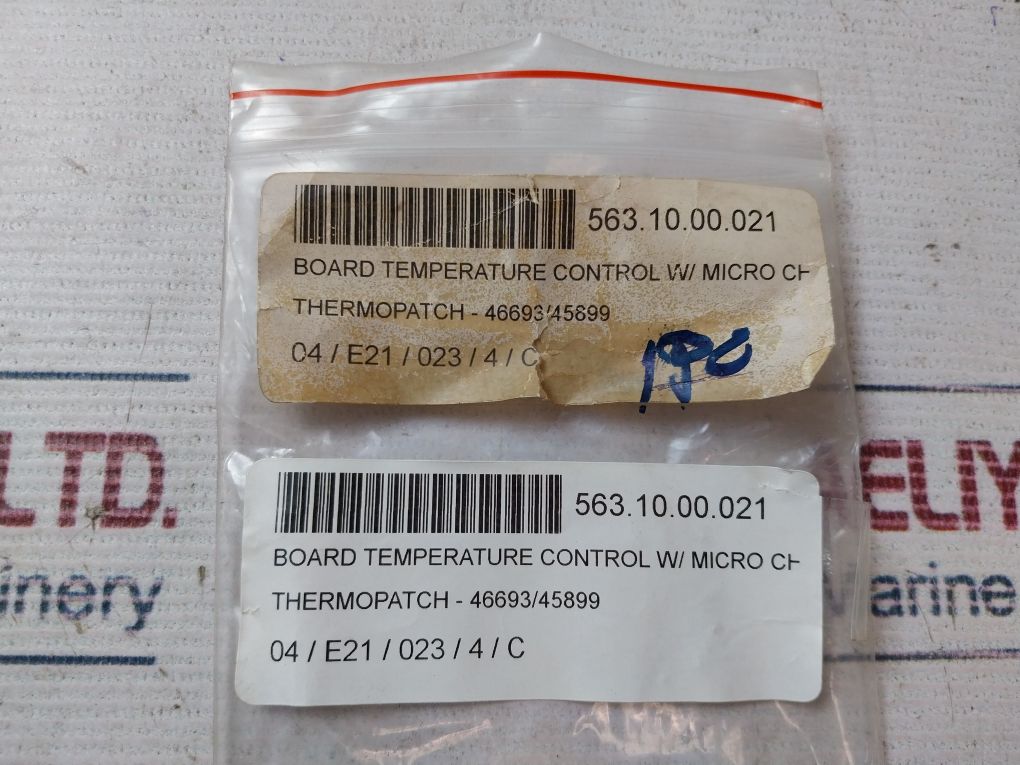 563.10.00.021
BOARD TEMPERATURE CONTROL W/ MICRO CH
THERMOPATCH - 46693/45899
04 / E21 / 023 / 4 / C
563.10.00.021
BOARD TEMPERATURE CONTROL W/ MICRO CH
THERMOPATCH - 46693/45899
04 / E21 / 023 / 4 / C
LTD.
inery
ELIY
arine